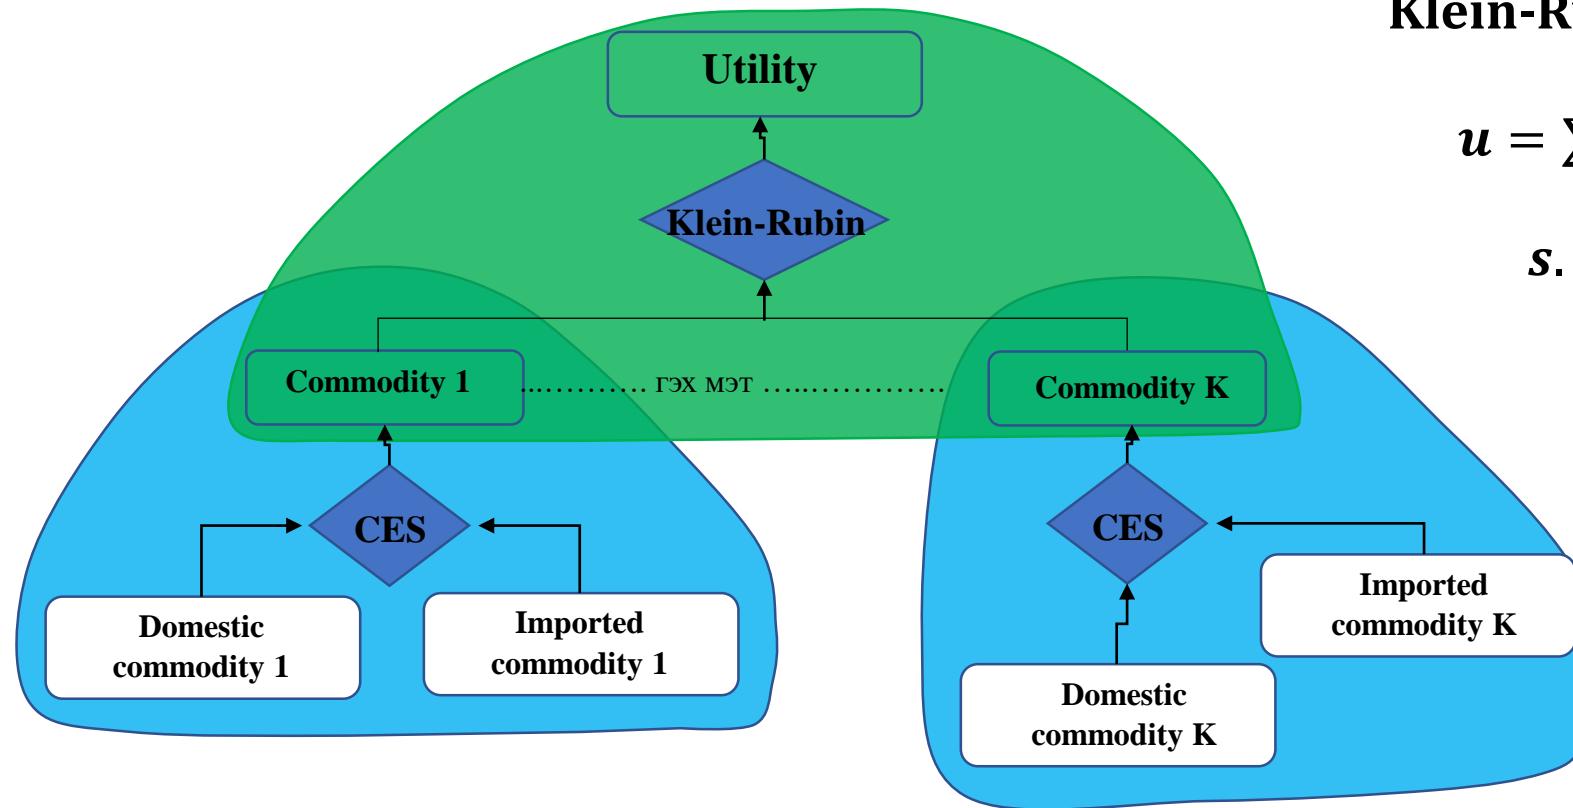 Klein-R
u = ∑
s.
Utility
Klein-Rubin
Commodity 1
............ гэх мэт ..................
Commodity K
CES
CES
Domestic
commodity 1
Imported
commodity 1
Imported
commodity K
Domestic
commodity K